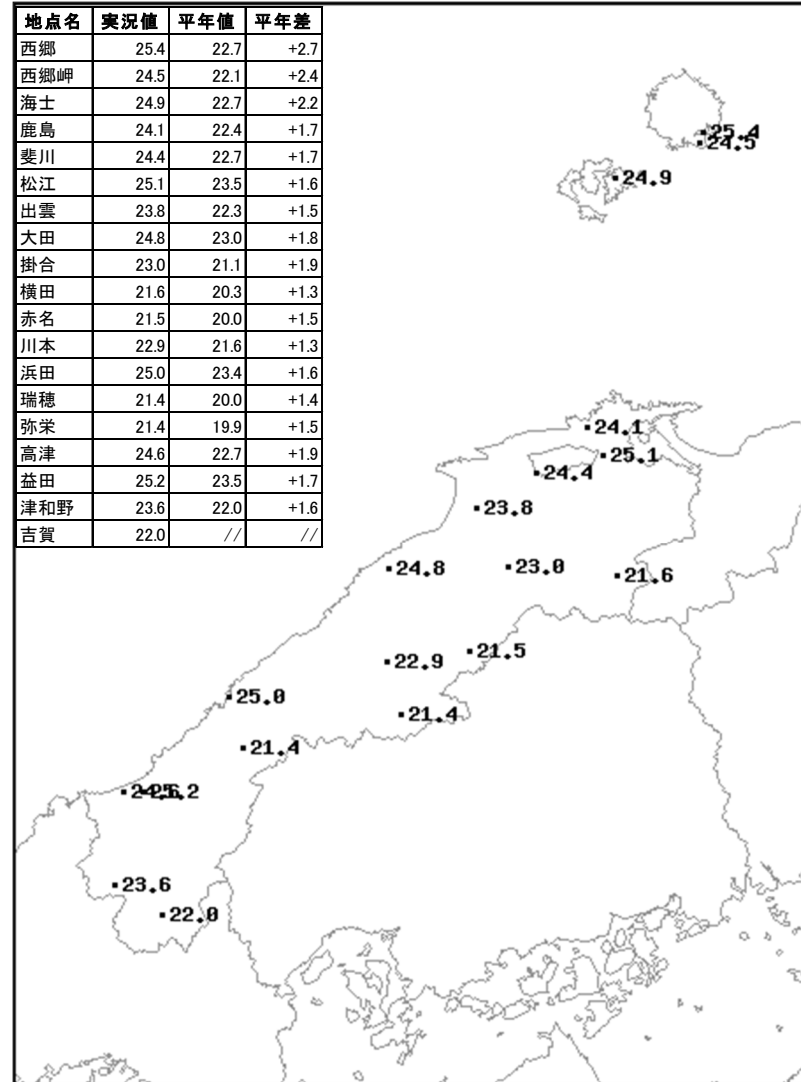 地点名 実況値 平年値 平年差
西郷 25.4 22.7 +2.7
西郷岬 24.5 22.1 +2.4
海士 24.9 22.7 +2.2
鹿島 24.1 22.4 +1.7
斐川 24.4 22.7 +1.7
松江 25.1 23.5 +1.6
出雲 23.8 22.3 +1.5
大田 24.8 23.0 +1.8
掛合 23.0 21.1 +1.9
横田 21.6 20.3 +1.3
赤名 21.5 20.0 +1.5
川本 22.9 21.6 +1.3
浜田 25.0 23.4 +1.6
瑞穂 21.4 20.0 +1.4
弥栄 21.4 19.9 +1.5
高津 24.6 22.7 +1.9
益田 25.2 23.5 +1.7
津和野 23.6 22.0 +1.6
吉賀 22.0 // //
25.4
24.5
24.9
24.1
25.1
24.4
23.8
24.8
23.0
21.6
21.5
22.9
25.0
21.4
21.4
24.6
25.2
23.6
22.0